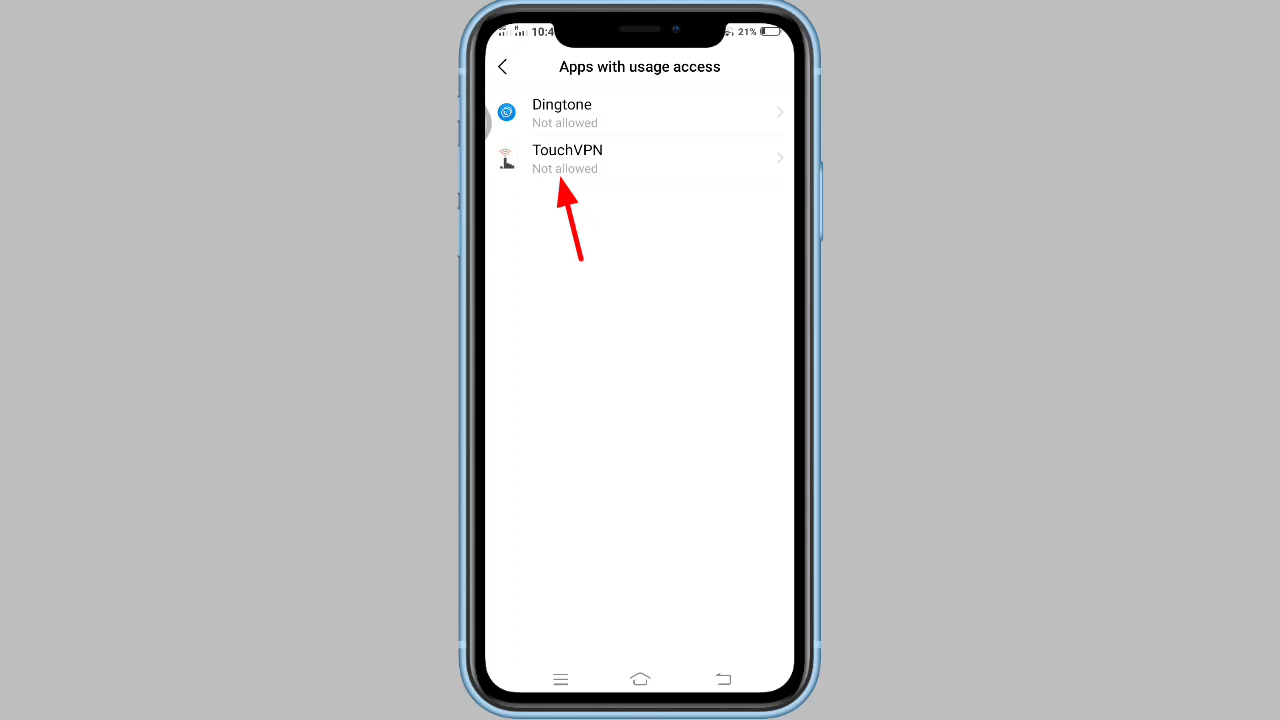 10:4
21%
Apps with usage access
Dingtone
Not allowed
TouchVPN
Not allowed